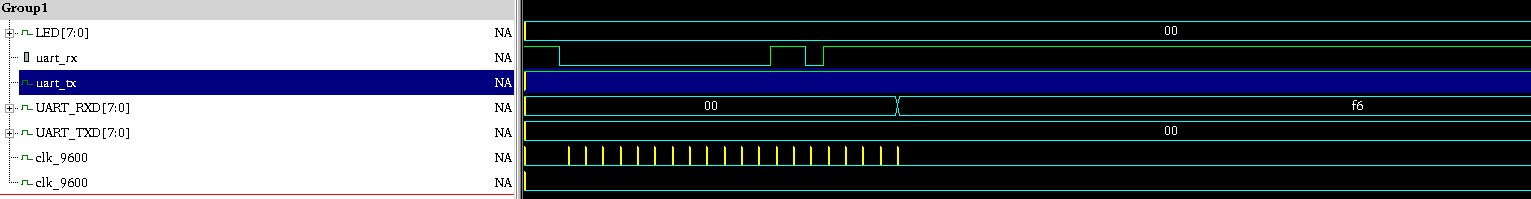 Group1
LED[7:0] NA 00
uart_rx NA
uart_tx NA
UART_RXD[7:0] NA 00 f6
UART_TXD[7:0] NA 00
clk_9600 NA
clk_9600 NA